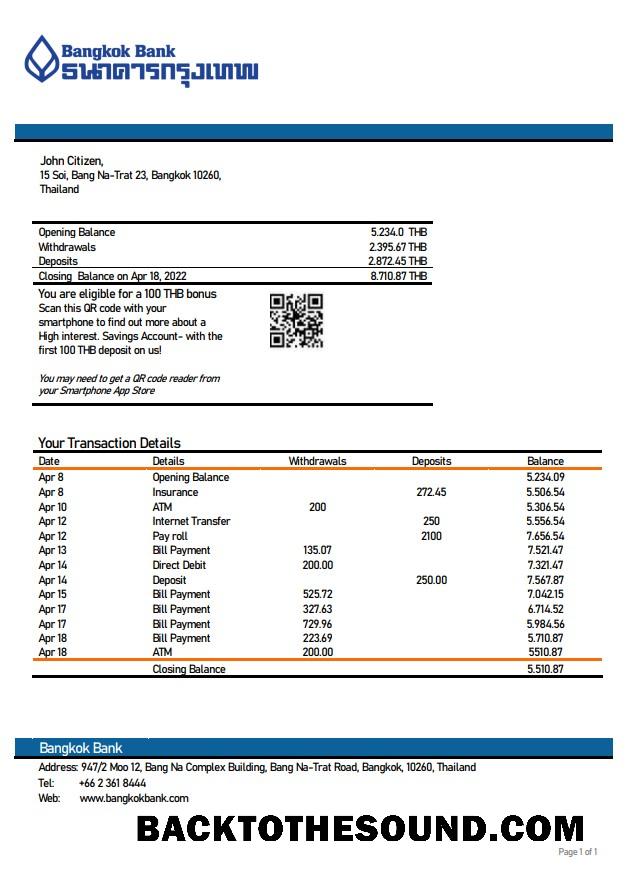 Bangkok Bank
ธนาคารกรุงเทพ
John Citizen,
15 Soi, Bang Na-Trat 23, Bangkok 10260,
Thailand
Opening Balance 5.234.0 THB
Withdrawals 2.395.67 THB
Deposits 2.872.45 THB
Closing Balance on Apr 18, 2022 8.710.87 THB
You are eligible for a 100 THB bonus
Scan this QR code with your
smartphone to find out more about a
High interest. Savings Account- with the
first 100 THB deposit on us!
You may need to get a QR code reader from
your Smartphone App Store
Your Transaction Details
Date Details Withdrawals Deposits Balance
Apr 8 Opening Balance 5.234.09
Apr 8 Insurance 272.45 5.506.54
Apr 10 ATM 200 5.306.54
Apr 12 Internet Transfer 250 5.556.54
Apr 12 Pay roll 2100 7.656.54
Apr 13 Bill Payment 135.07 7.521.47
Apr 14 Direct Debit 200.00 7.321.47
Apr 14 Deposit 250.00 7.567.87
Apr 15 Bill Payment 525.72 7.042.15
Apr 17 Bill Payment 327.63 6.714.52
Apr 17 Bill Payment 729.96 5.984.56
Apr 18 Bill Payment 223.69 5.710.87
Apr 18 ATM 200.00 5510.87
Closing Balance 5.510.87
Bangkok Bank
Address: 947/2 Moo 12, Bang Na Complex Building, Bang Na-Trat Road, Bangkok, 10260, Thailand
Tel: +66 2 361 8444
Web: www.bangkokbank.com
BACKTOTHESOUND.COM
Page 1 of 1